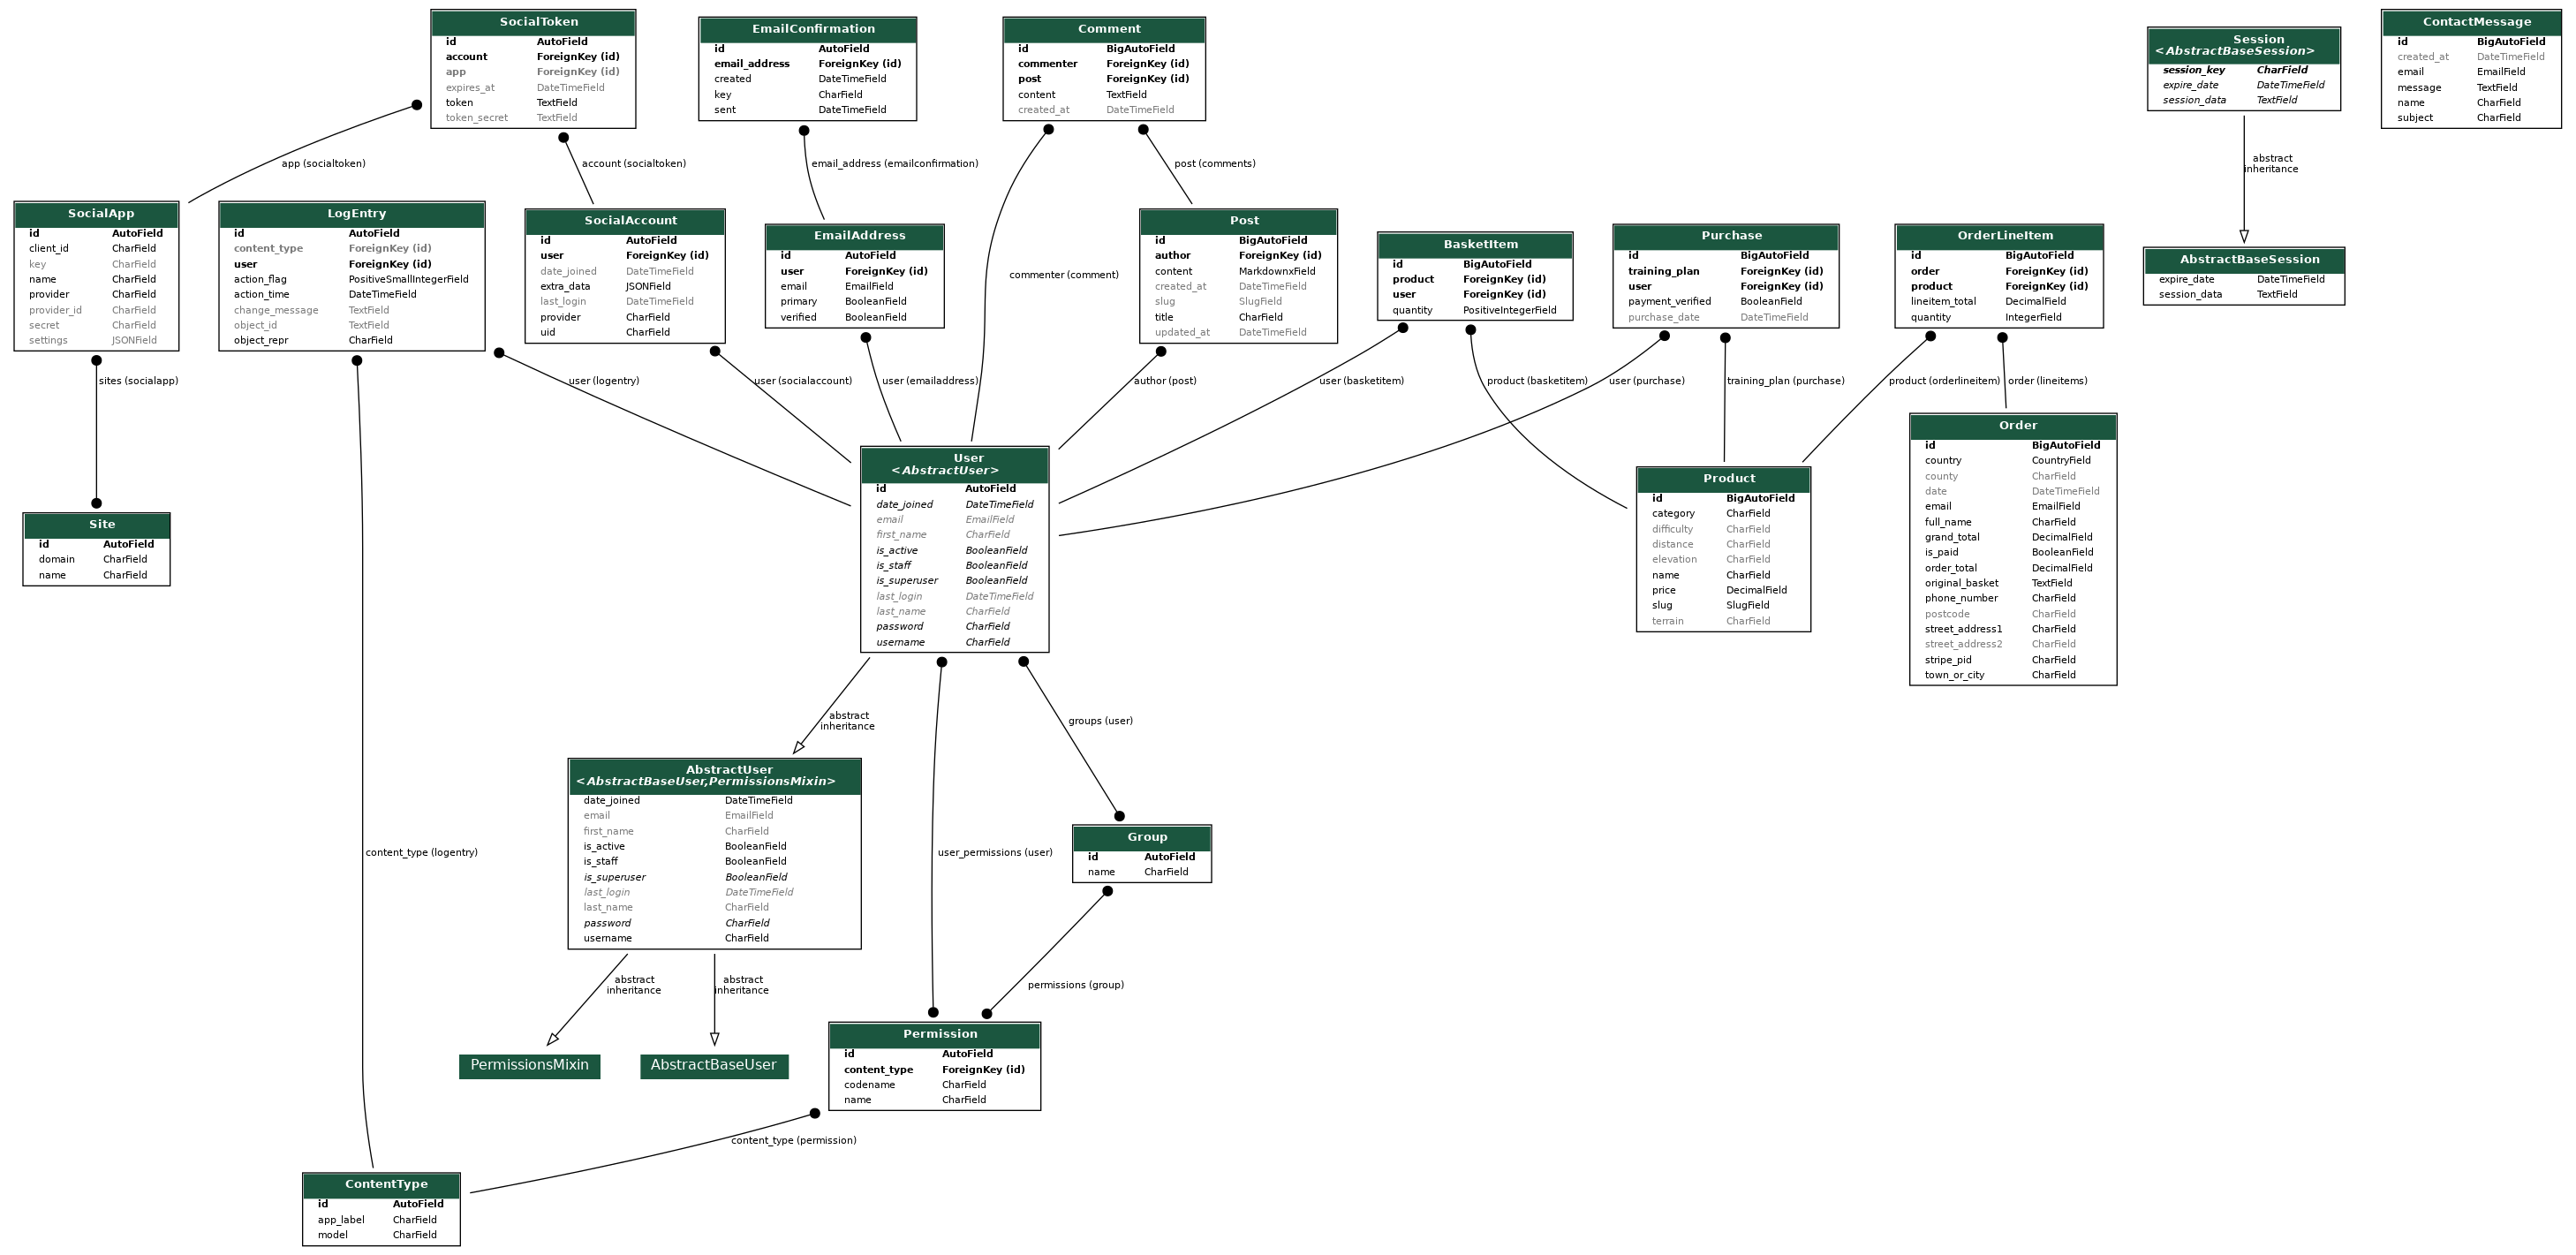 SocialToken
id AutoField
account ForeignKey (id)
app ForeignKey (id)
expires_at DateTimeField
token TextField
token_secret TextField
EmailConfirmation
id AutoField
email_address ForeignKey (id)
created DateTimeField
key CharField
sent DateTimeField
Comment
id BigAutoField
commenter ForeignKey (id)
post ForeignKey (id)
content TextField
created_at DateTimeField
Session
<AbstractBaseSession>
session_key CharField
expire_date DateTimeField
session_data TextField
ContactMessage
id BigAutoField
created_at DateTimeField
email EmailField
message TextField
name CharField
subject CharField
app (socialtoken)
account (socialtoken)
email_address (emailconfirmation)
post (comments)
abstract
inheritance
SocialApp
id AutoField
client_id CharField
key CharField
name CharField
provider CharField
provider_id CharField
secret CharField
settings JSONField
LogEntry
id AutoField
content_type ForeignKey (id)
user ForeignKey (id)
action_flag PositiveSmallIntegerField
action_time DateTimeField
change_message TextField
object_id TextField
object_repr CharField
SocialAccount
id AutoField
user ForeignKey (id)
date_joined DateTimeField
extra_data JSONField
last_login DateTimeField
provider CharField
uid CharField
EmailAddress
id AutoField
user ForeignKey (id)
email EmailField
primary BooleanField
verified BooleanField
commenter (comment)
Post
id BigAutoField
author ForeignKey (id)
content MarkdownxField
created_at DateTimeField
slug SlugField
title CharField
updated_at DateTimeField
BasketItem
id BigAutoField
product ForeignKey (id)
user ForeignKey (id)
quantity PositiveIntegerField
Purchase
id BigAutoField
training_plan ForeignKey (id)
user ForeignKey (id)
payment_verified BooleanField
purchase_date DateTimeField
OrderLineItem
id BigAutoField
order ForeignKey (id)
product ForeignKey (id)
lineitem_total DecimalField
quantity IntegerField
AbstractBaseSession
expire_date DateTimeField
session_data TextField
sites (socialapp)
user (logentry)
user (socialaccount)
user (emailaddress)
author (post)
user (basketitem)
product (basketitem)
user (purchase)
training_plan (purchase)
product (orderlineitem)
order (lineitems)
Site
id AutoField
domain CharField
name CharField
User
<AbstractUser>
id AutoField
date_joined DateTimeField
email EmailField
first_name CharField
is_active BooleanField
is_staff BooleanField
is_superuser BooleanField
last_login DateTimeField
last_name CharField
password CharField
username CharField
Product
id BigAutoField
category CharField
difficulty CharField
distance CharField
elevation CharField
name CharField
price DecimalField
slug SlugField
terrain CharField
Order
id BigAutoField
country CountryField
county CharField
date DateTimeField
email EmailField
full_name CharField
grand_total DecimalField
is_paid BooleanField
order_total DecimalField
original_basket TextField
phone_number CharField
postcode CharField
street_address1 CharField
street_address2 CharField
stripe_pid CharField
town_or_city CharField
abstract
inheritance
groups (user)
AbstractUser
<AbstractBaseUser,PermissionsMixin>
date_joined DateTimeField
email EmailField
first_name CharField
is_active BooleanField
is_staff BooleanField
is_superuser BooleanField
last_login DateTimeField
last_name CharField
password CharField
username CharField
content_type (logentry)
user_permissions (user)
Group
id AutoField
name CharField
abstract
inheritance
abstract
inheritance
permissions (group)
PermissionsMixin
AbstractBaseUser
Permission
id AutoField
content_type ForeignKey (id)
codename CharField
name CharField
content_type (permission)
ContentType
id AutoField
app_label CharField
model CharField